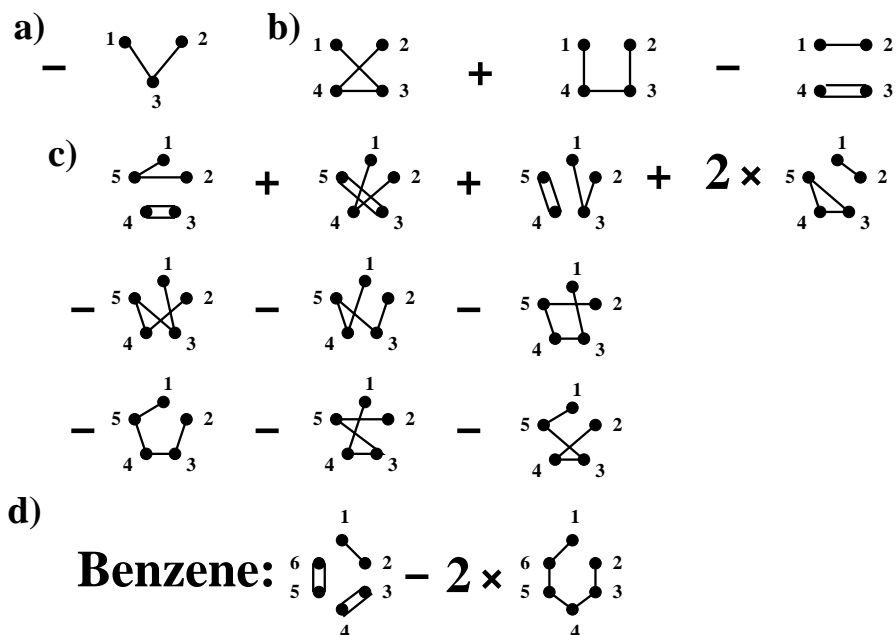 a) b)
1 2 1 2 1 2 1 2
− + −
3 4 3 4 3 4 3
c)
1 1 1 1
5 2 + 5 2 + 5 2 + 2 × 5 2
4 3 4 3 4 3 4 3
1 1 1
− 5 2 − 5 2 − 5 2
4 3 4 3 4 3
1 1 1
− 5 2 − 5 2 − 5 2
4 3 4 3 4 3
d)
1 1
6 2 6 2
Benzene: 5 3 − 2 × 5 3
4 4